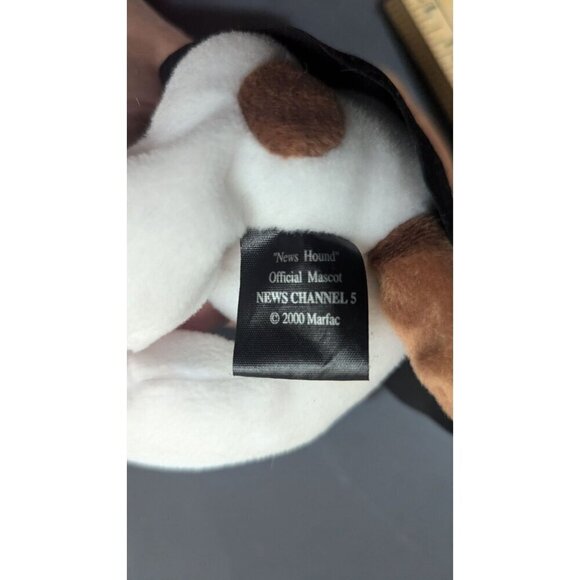 "News Hound"
Official Mascot
NEWS CHANNEL 5
© 2000 Marfac